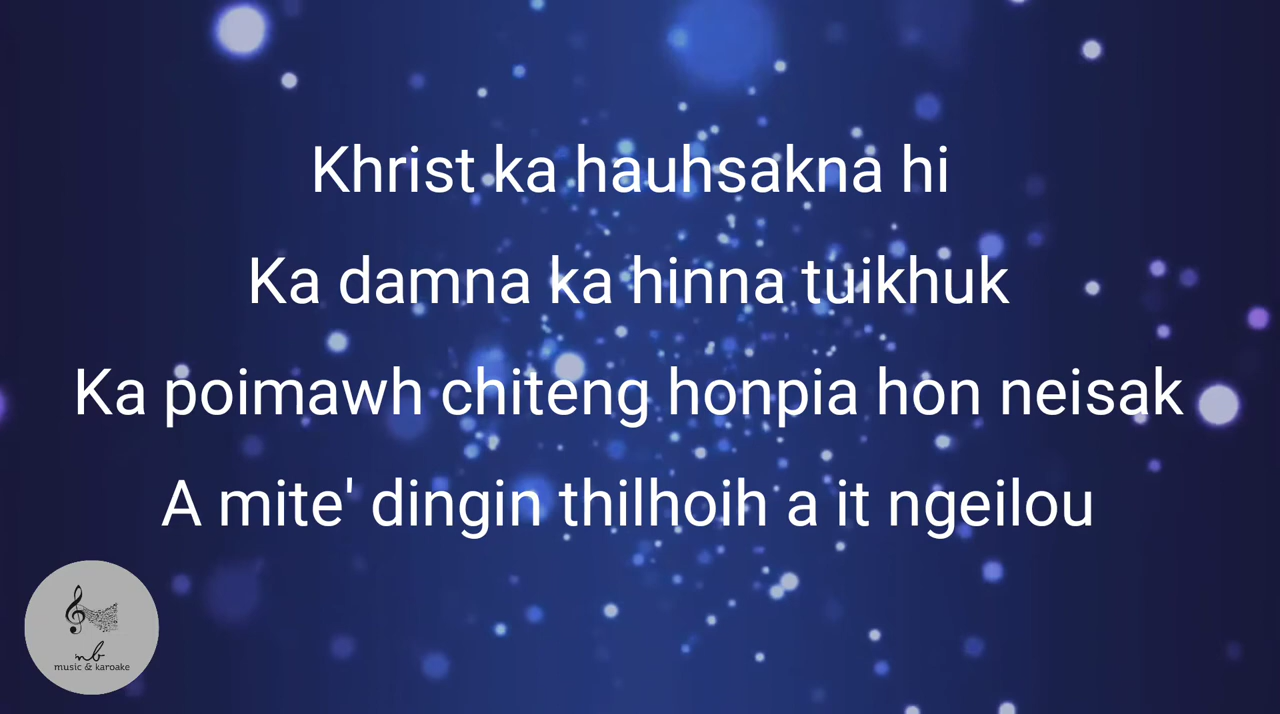 Khrist ka hauhsakna hi
Ka damna ka hinna tuikhuk
Ka poimawh chiteng honpia hon neisak
A mite' dingin thilhoih a it ngeilou
nb
music & karoake